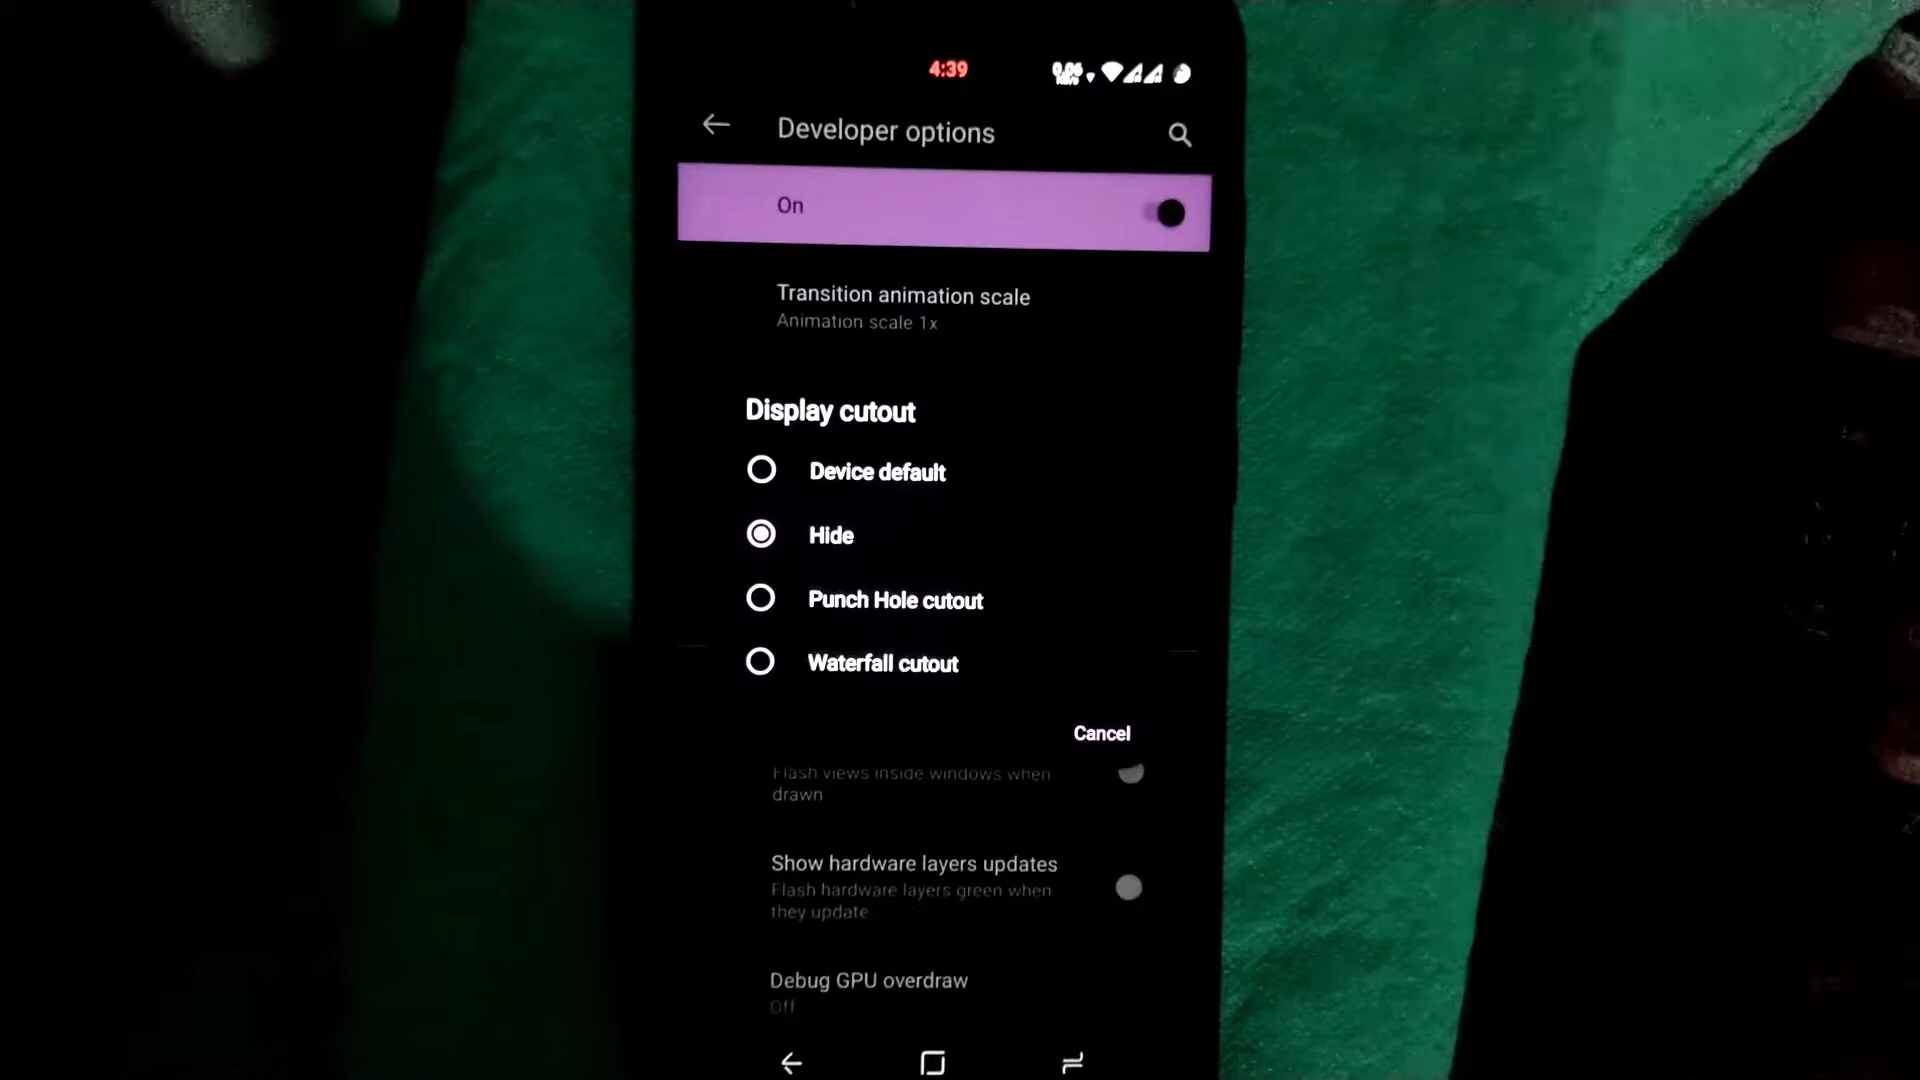 4:39
0.06
Developer options
On
Transition animation scale
Animation scale 1x
Display cutout
Device default
Hide
Punch Hole cutout
Waterfall cutout
Cancel
Flash views inside windows when
drawn
Show hardware layers updates
Flash hardware layers green when
they update
Debug GPU overdraw
Off